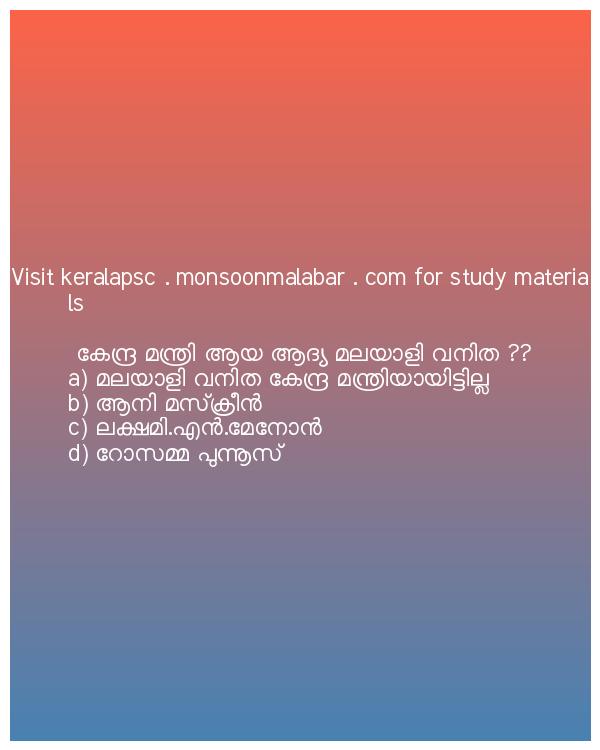 Visit keralapsc . monsoonmalabar . com for study materia
ls
കേന്ദ്ര മന്ത്രി ആയ ആദ്യ മലയാളി വനിത ??
a) മലയാളി വനിത കേന്ദ്ര മന്ത്രിയായിട്ടില്ല
b) ആനി മസ്ക്രീൻ
c) ലക്ഷമി.എൻ.മേനോൻ
d) റോസമ്മ പുന്നൂസ്